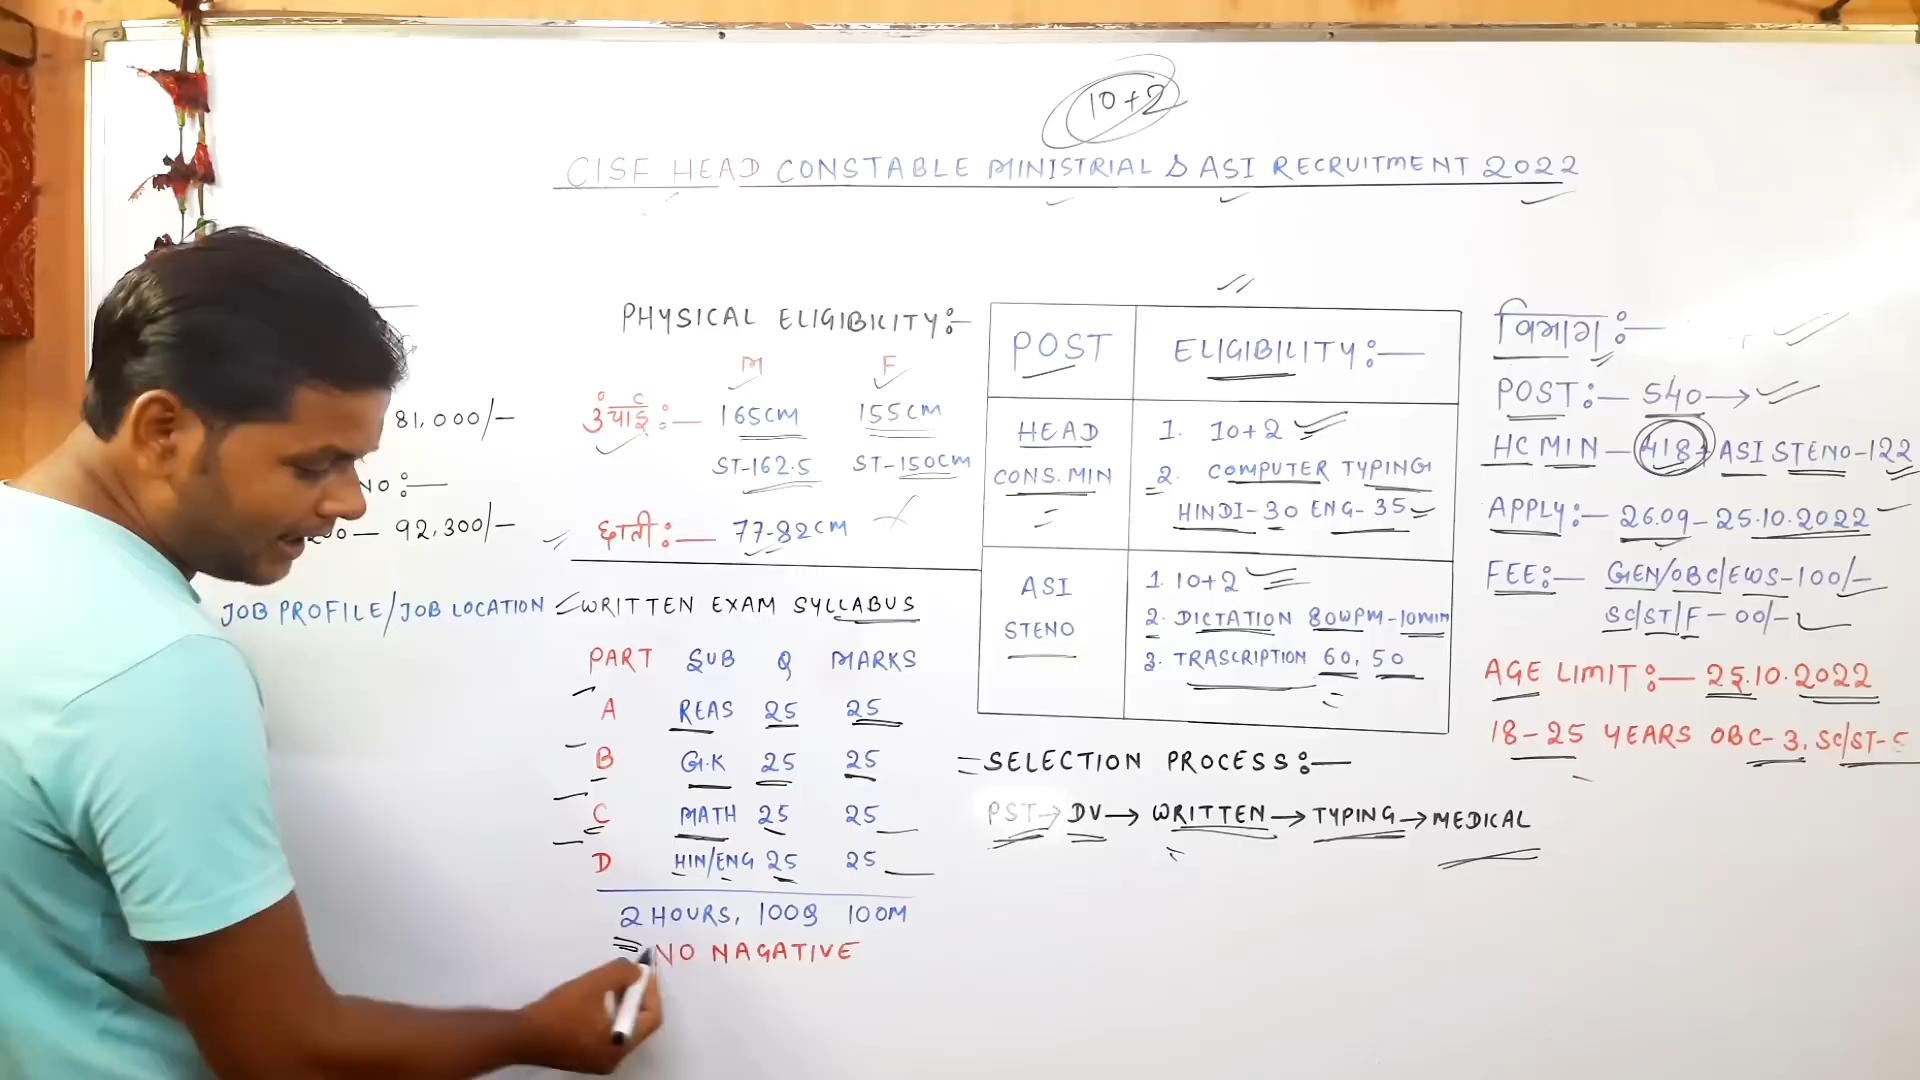 10+2
CISF HEAD CONSTABLE MINISTRIAL & ASI RECRUITMENT 2022
81,000/-
NO:—
00— 92,300/-
JOB PROFILE/JOB LOCATION
PHYSICAL ELIGIBILITY:-
M F
उंचाई:— 165CM 155CM
ST-162.5 ST-150CM
छाती:— 77-82CM
WRITTEN EXAM SYLLABUS
PART SUB Q MARKS
A REAS 25 25
B G.K 25 25
C MATH 25 25
D HIN/ENG 25 25
2 HOURS, 100Q 100M
NO NAGATIVE
POST ELIGIBILITY:—
HEAD CONS.MIN
1. 10+2
2. COMPUTER TYPING
HINDI-30 ENG-35
ASI STENO
1. 10+2
2. DICTATION 80WPM-10MIN
3. TRASCRIPTION 60, 50
SELECTION PROCESS:—
PST→DV→WRITTEN→TYPING→MEDICAL
विभाग:—
POST:— 540→
HC MIN—418+ASI STENO-122
APPLY:— 26.09-25.10.2022
FEE:— GEN/OBC/EWS-100/-
SC/ST/F-00/-
AGE LIMIT:— 25.10.2022
18-25 YEARS OBC-3, SC/ST-5